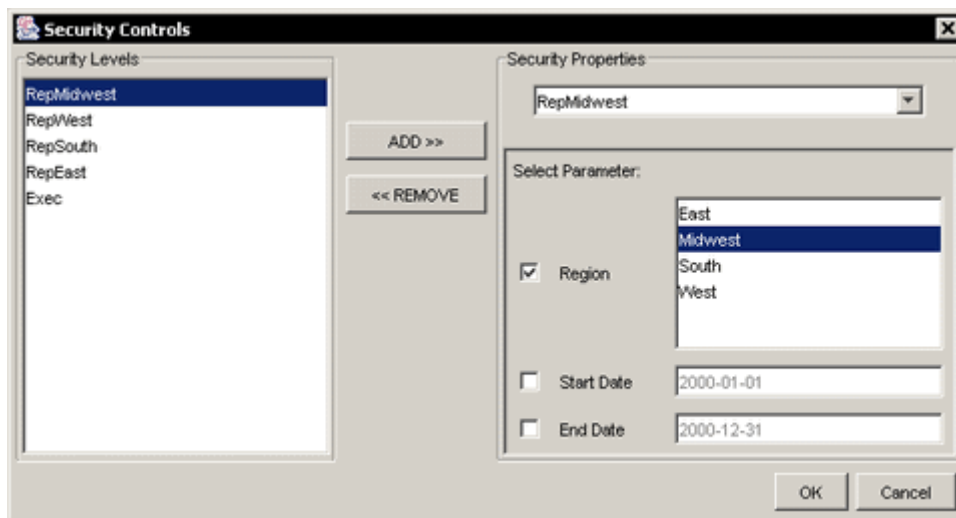 Security Controls
Security Levels
RepMidwest
RepWest
RepSouth
RepEast
Exec
ADD >>
<< REMOVE
Security Properties
RepMidwest
Select Parameter:
Region
East
Midwest
South
West
Start Date
2000-01-01
End Date
2000-12-31
OK
Cancel